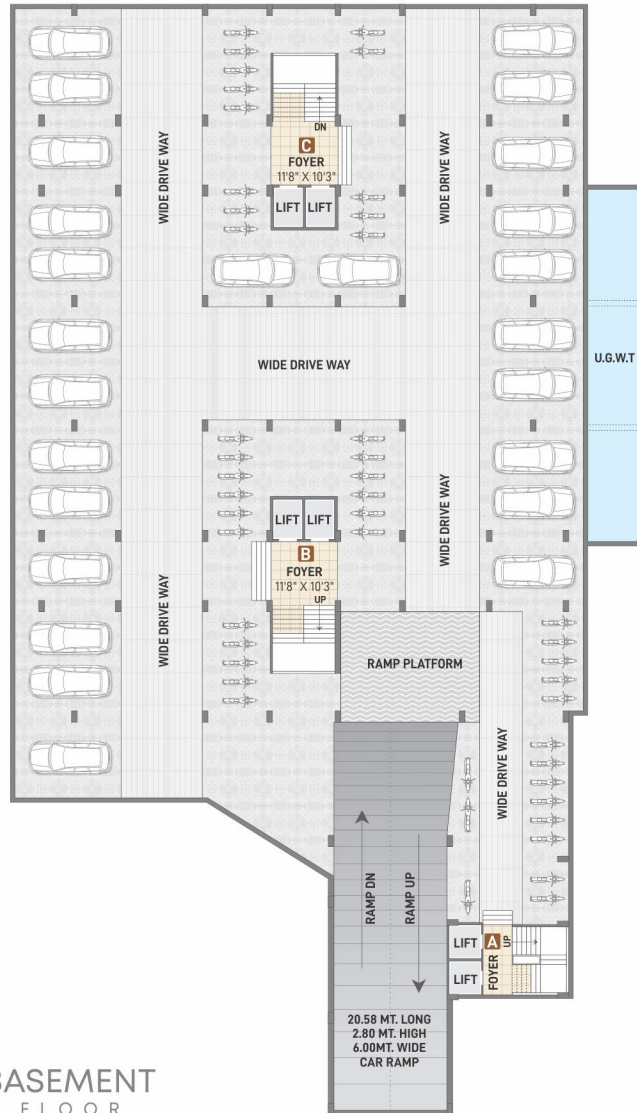 DN
C
FOYER
11'8" X 10'3"
LIFT LIFT
WIDE DRIVE WAY
WIDE DRIVE WAY
U.G.W.T
WIDE DRIVE WAY
LIFT LIFT
B
FOYER
11'8" X 10'3"
UP
WIDE DRIVE WAY
WIDE DRIVE WAY
RAMP PLATFORM
WIDE DRIVE WAY
RAMP DN
RAMP UP
LIFT
LIFT
A
FOYER
UP
20.58 MT. LONG
2.80 MT. HIGH
6.00MT. WIDE
CAR RAMP
BASEMENT
FLOOR